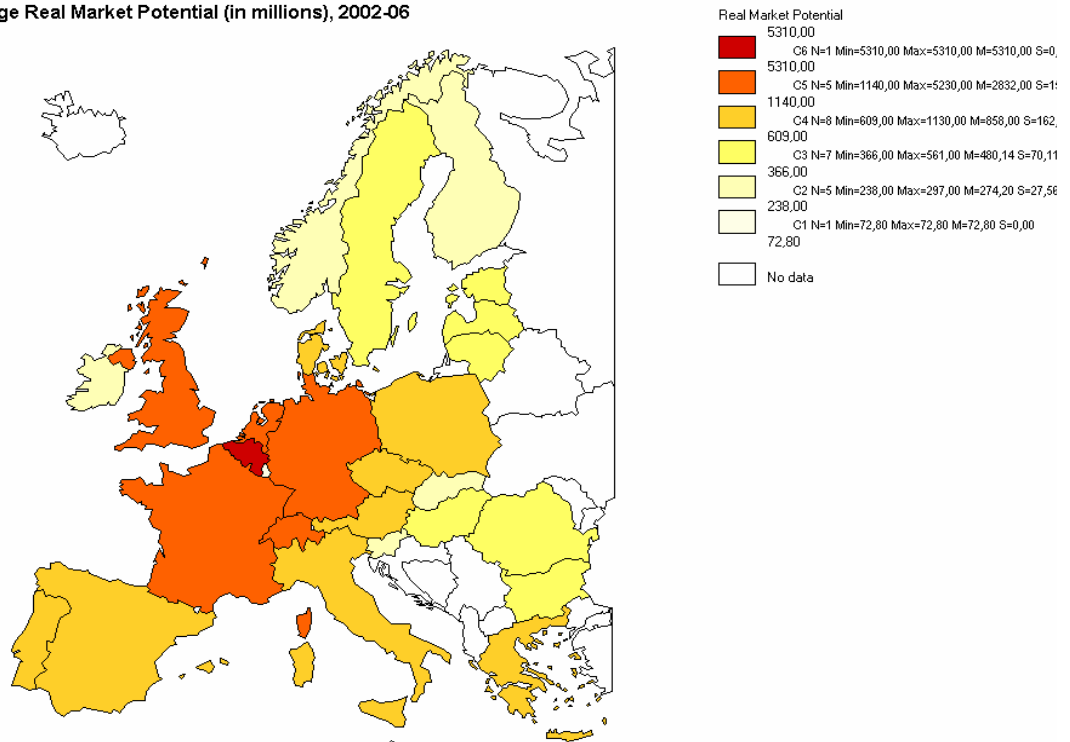 ge Real Market Potential (in millions), 2002-06
Real Market Potential
5310,00
C6 N=1 Min=5310,00 Max=5310,00 M=5310,00 S=0,
5310,00
C5 N=5 Min=1140,00 Max=5230,00 M=2832,00 S=1
1140,00
C4 N=8 Min=609,00 Max=1130,00 M=858,00 S=162,
609,00
C3 N=7 Min=366,00 Max=561,00 M=480,14 S=70,11
366,00
C2 N=5 Min=238,00 Max=297,00 M=274,20 S=27,56
238,00
C1 N=1 Min=72,80 Max=72,80 M=72,80 S=0,00
72,80
No data